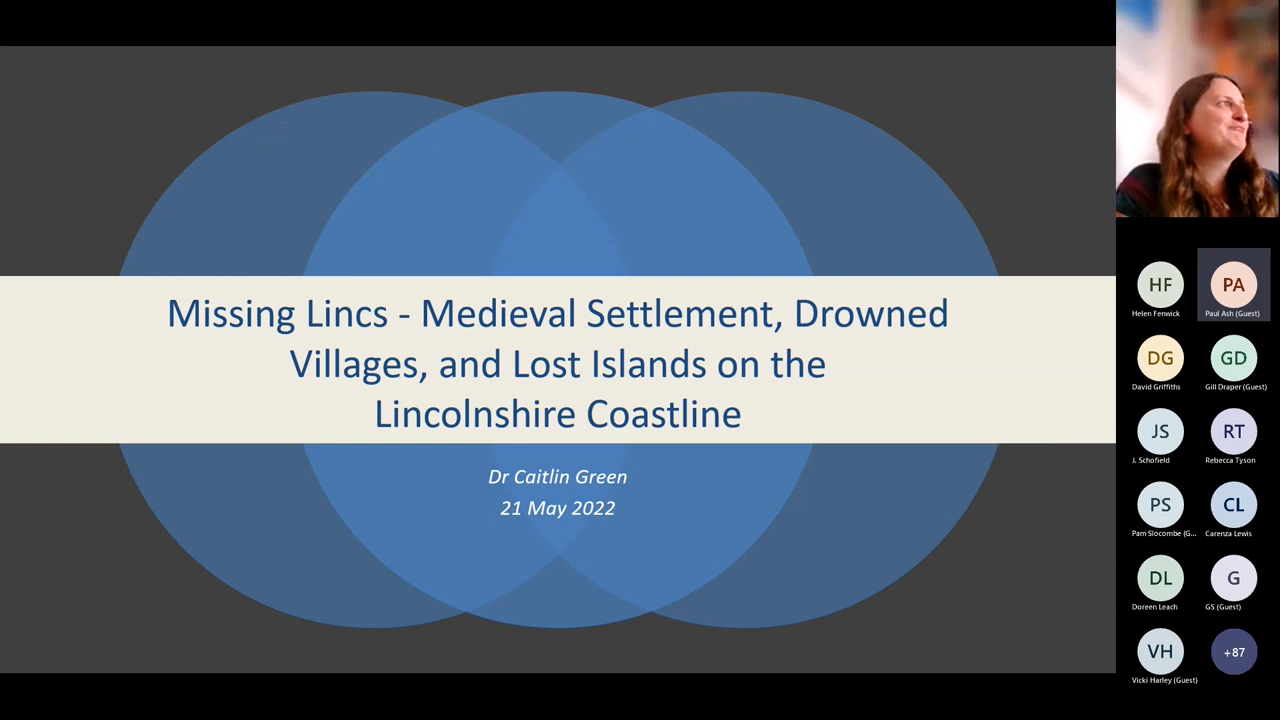 Missing Lincs - Medieval Settlement, Drowned
Villages, and Lost Islands on the
Lincolnshire Coastline
Dr Caitlin Green
21 May 2022
HF
Helen Fenwick
PA
Paul Ash (Guest)
DG
David Griffiths
GD
Gill Draper (Guest)
JS
J. Schofield
RT
Rebecca Tyson
PS
Pam Slocombe (G...
CL
Carenza Lewis
DL
Doreen Leach
G
GS (Guest)
VH
Vicki Harley (Guest)
+87